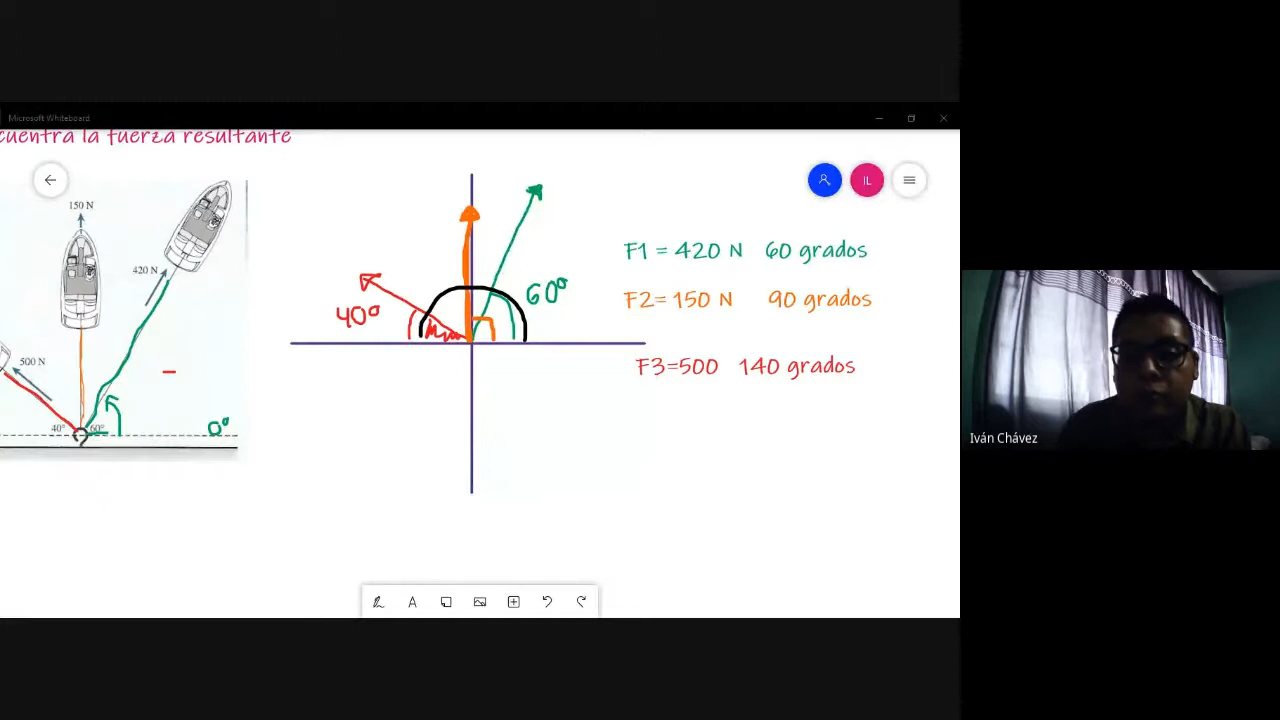 Microsoft Whiteboard
cuentra la fuerza resultante
IL
150 N
420 N
500 N
40°
60°
0°
40°
60°
F1 = 420 N 60 grados
F2= 150 N 90 grados
F3=500 140 grados
A
Iván Chávez